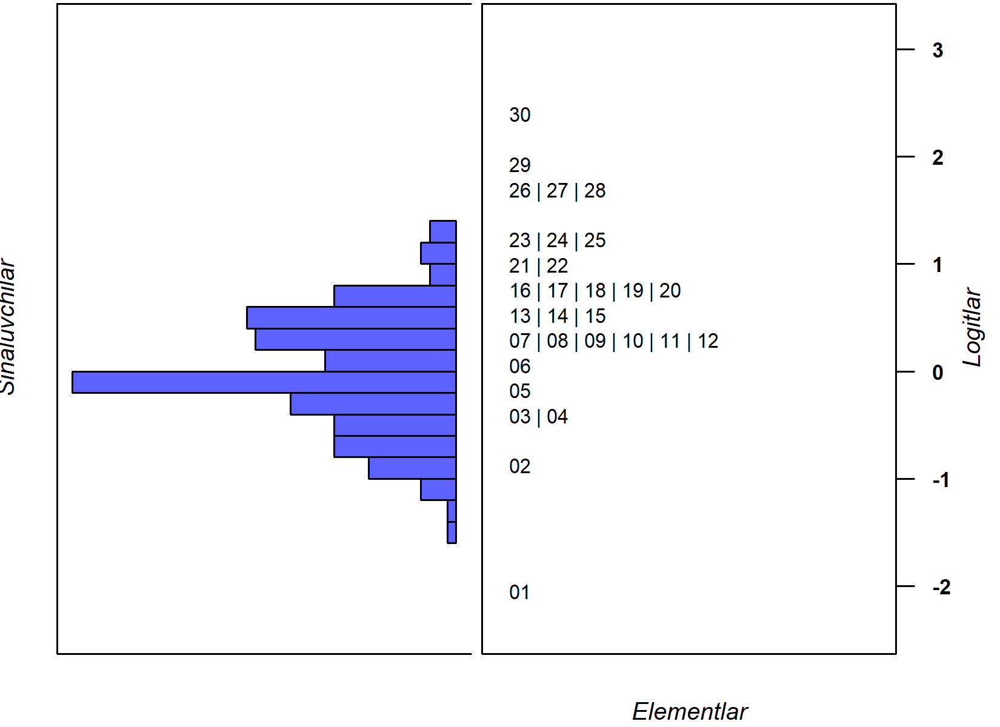 Sinaluvchilar
30
29
26 | 27 | 28
23 | 24 | 25
21 | 22
16 | 17 | 18 | 19 | 20
13 | 14 | 15
07 | 08 | 09 | 10 | 11 | 12
06
05
03 | 04
02
01
3
2
1
0
-1
-2
Logitlar
Elementlar